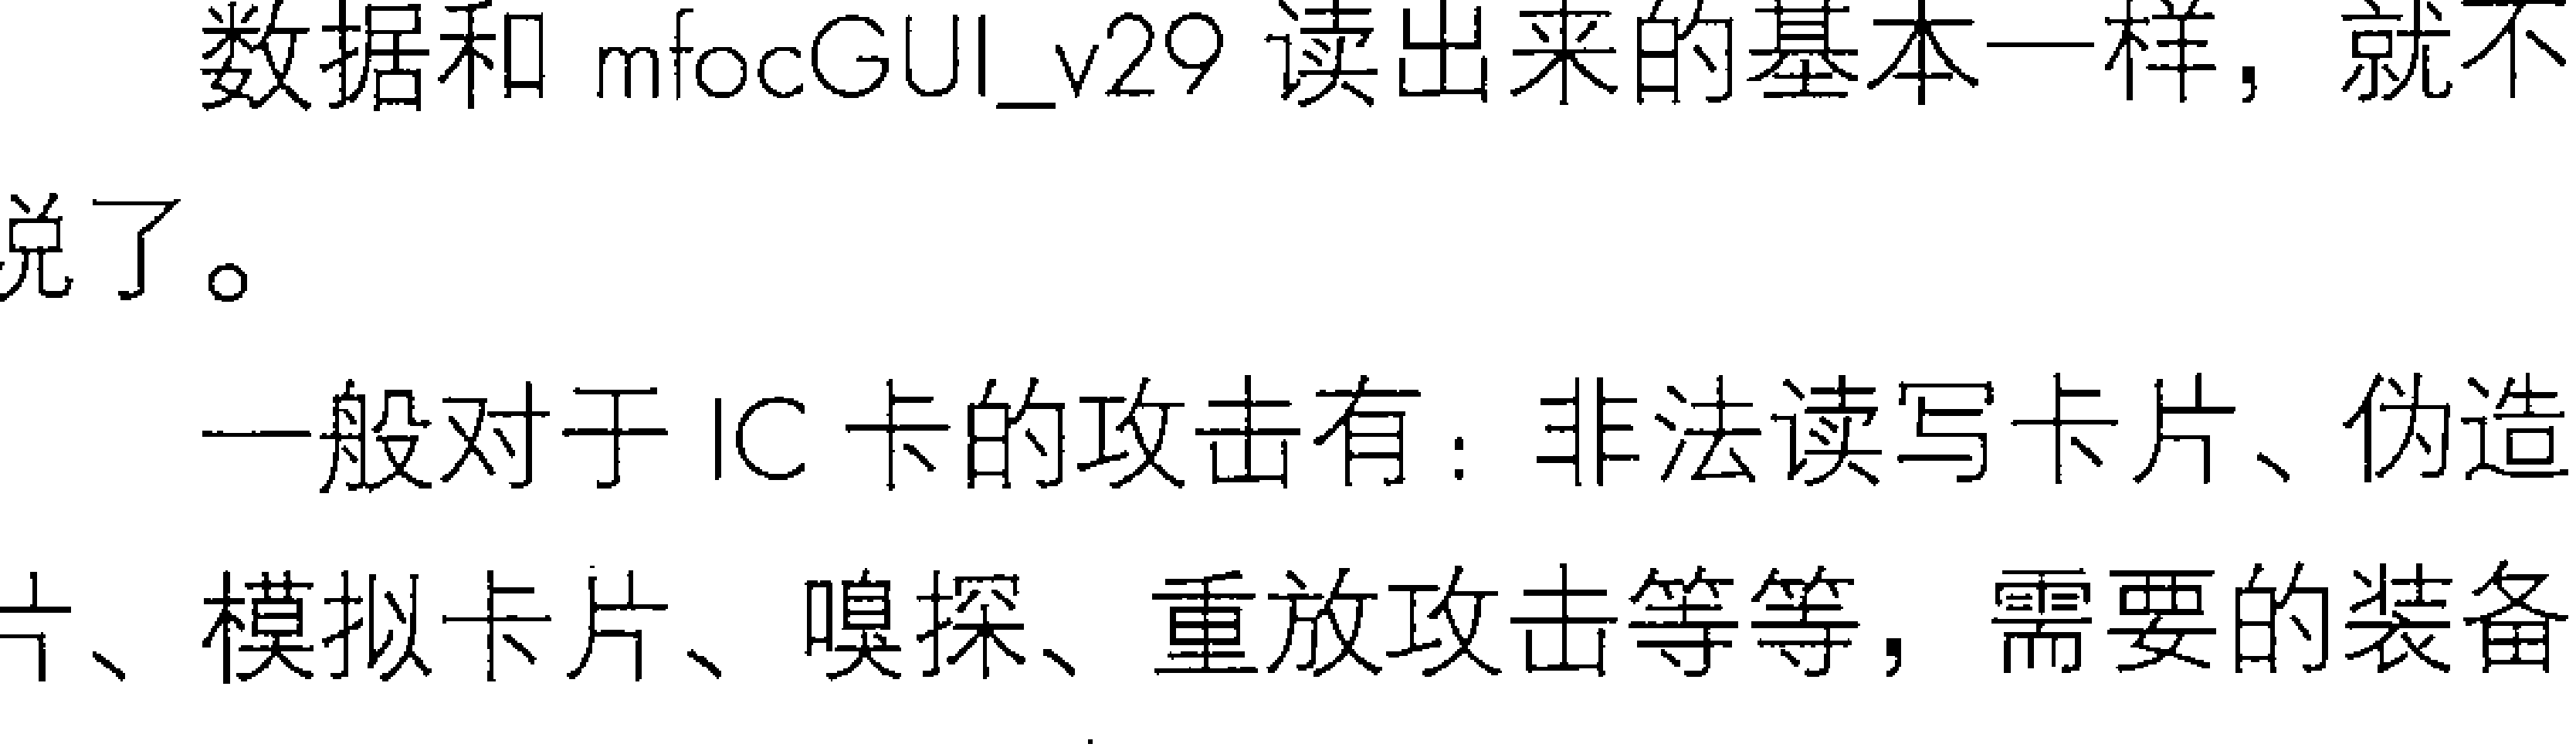 数据和 mfocGUI_v29 读出来的基本一样，就不
说了。
一般对于 IC 卡的攻击有：非法读写卡片、伪造
片、模拟卡片、嗅探、重放攻击等等，需要的装备